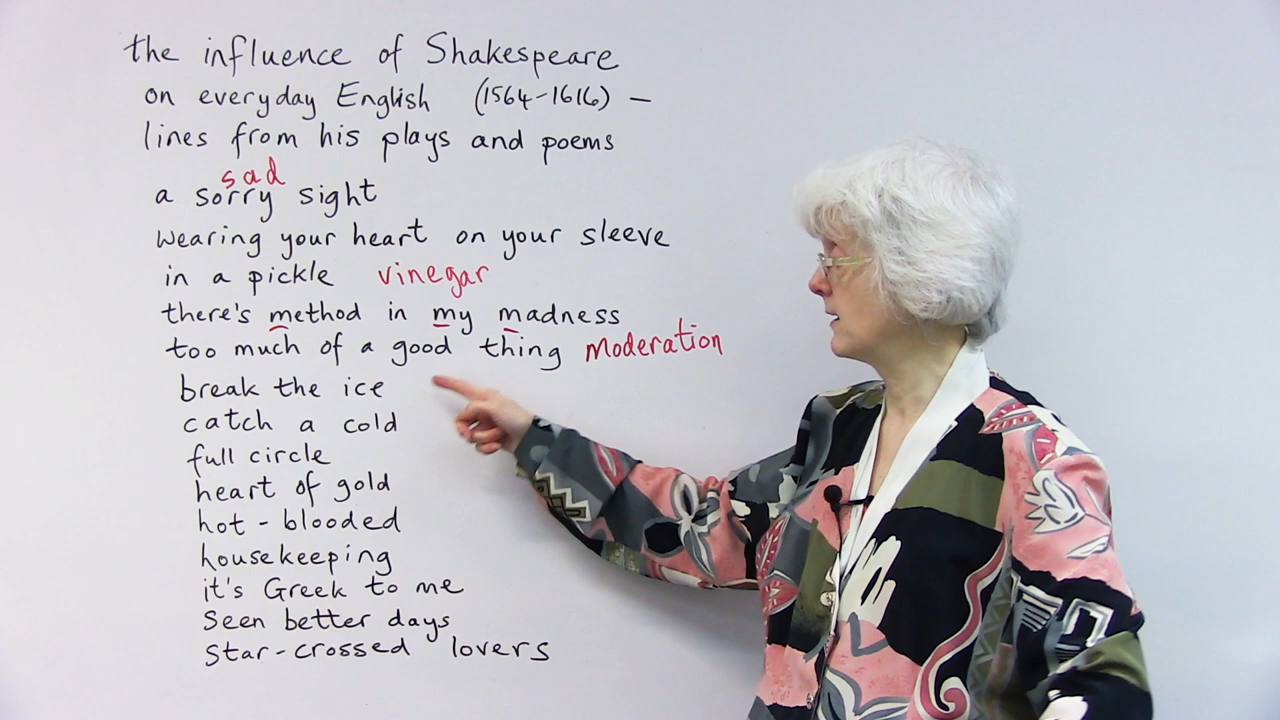 the influence of Shakespeare
on everyday English (1564-1616) –
lines from his plays and poems
sad
a sorry sight
wearing your heart on your sleeve
in a pickle vinegar
there's method in my madness
too much of a good thing moderation
break the ice
catch a cold
full circle
heart of gold
hot-blooded
housekeeping
it's Greek to me
seen better days
star-crossed lovers